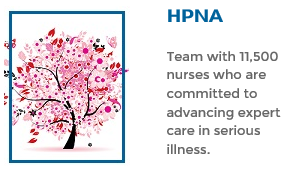 HPNA
Team with 11,500
nurses who are
committed to
advancing expert
care in serious
illness.